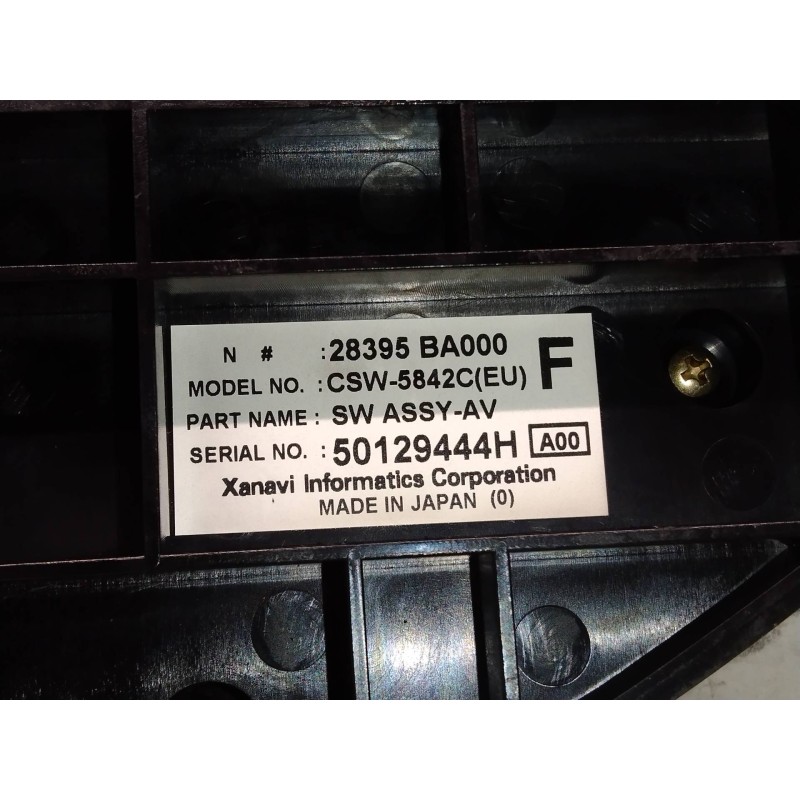 N # : 28395 BA000 F
MODEL NO. : CSW-5842C(EU)
PART NAME : SW ASSY-AV
SERIAL NO. : 50129444H A00
Xanavi Informatics Corporation
MADE IN JAPAN (0)